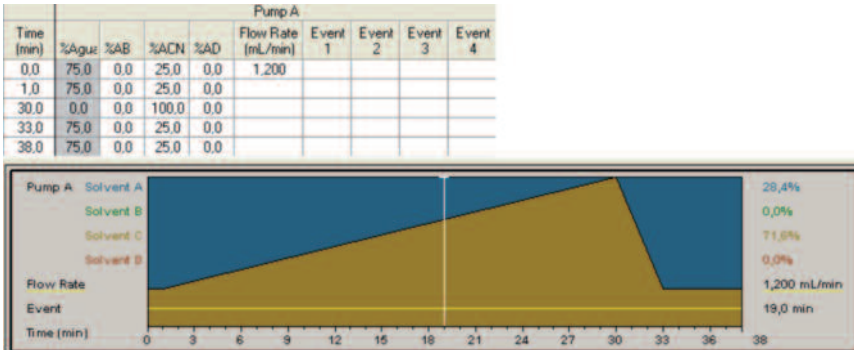 Pump A
Time (min) %Agua %AB %ACN %AD Flow Rate (mL/min) Event 1 Event 2 Event 3 Event 4
0,0 75,0 0,0 25,0 0,0 1,200
1,0 75,0 0,0 25,0 0,0
30,0 0,0 0,0 100,0 0,0
33,0 75,0 0,0 25,0 0,0
38,0 75,0 0,0 25,0 0,0
Pump A Solvent A 28,4%
Solvent B 0,0%
Solvent C 71,6%
Solvent D 0,0%
Flow Rate 1,200 mL/min
Event 19,0 min
Time (min) 0 3 6 9 12 15 18 21 24 27 30 33 36 38